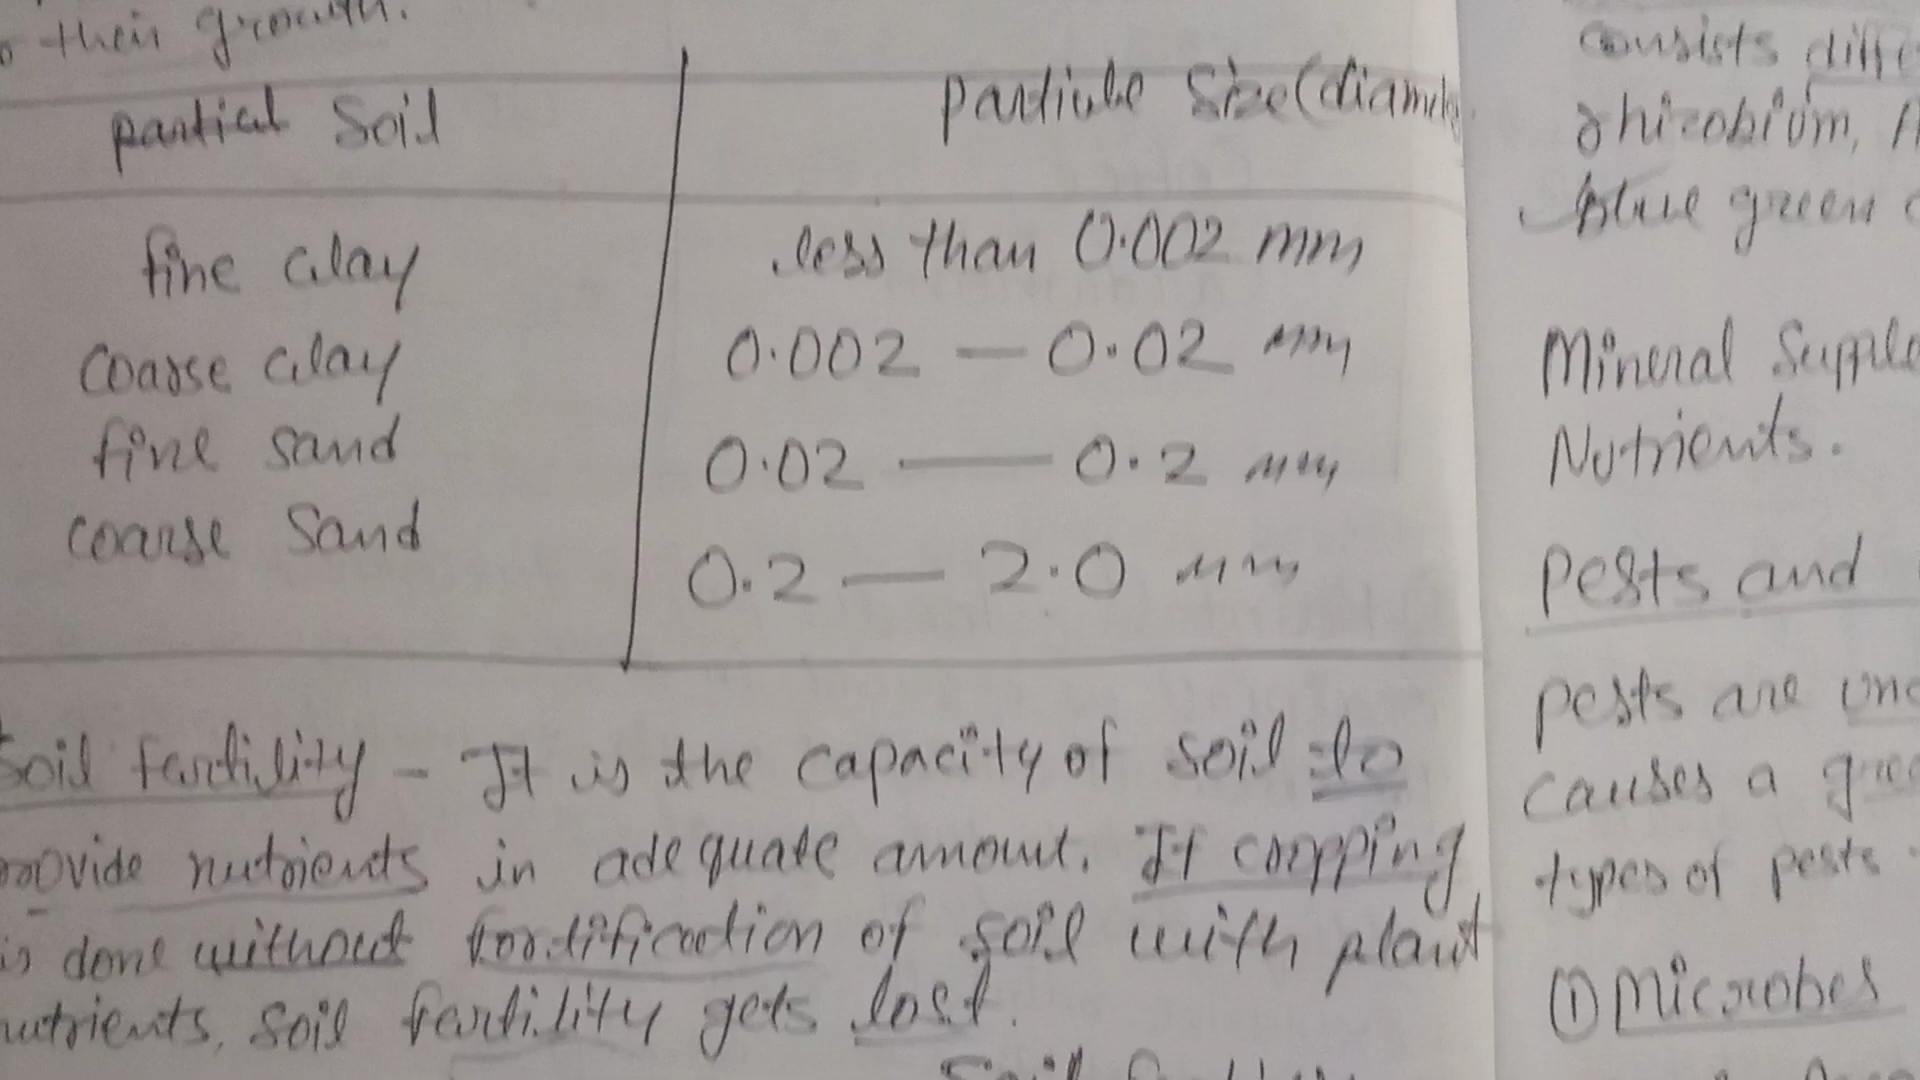 their growth.
partical Soil
Particle Size (diamete
fine clay
less than 0.002 mm
coarse clay
0.002 — 0.02 mm
fine sand
0.02 — 0.2 mm
coarse Sand
0.2 — 2.0 mm
Soil fertility - It is the capacity of soil to
provide nutrients in adequate amount. If cropping
is done without fortification of soil with plant
nutrients, soil fertility gets lost.
consists diffe
rhizobium,
blue green
Mineral Supple
Nutrients.
Pests and
pests are
causes a
types of pests
① Microbes